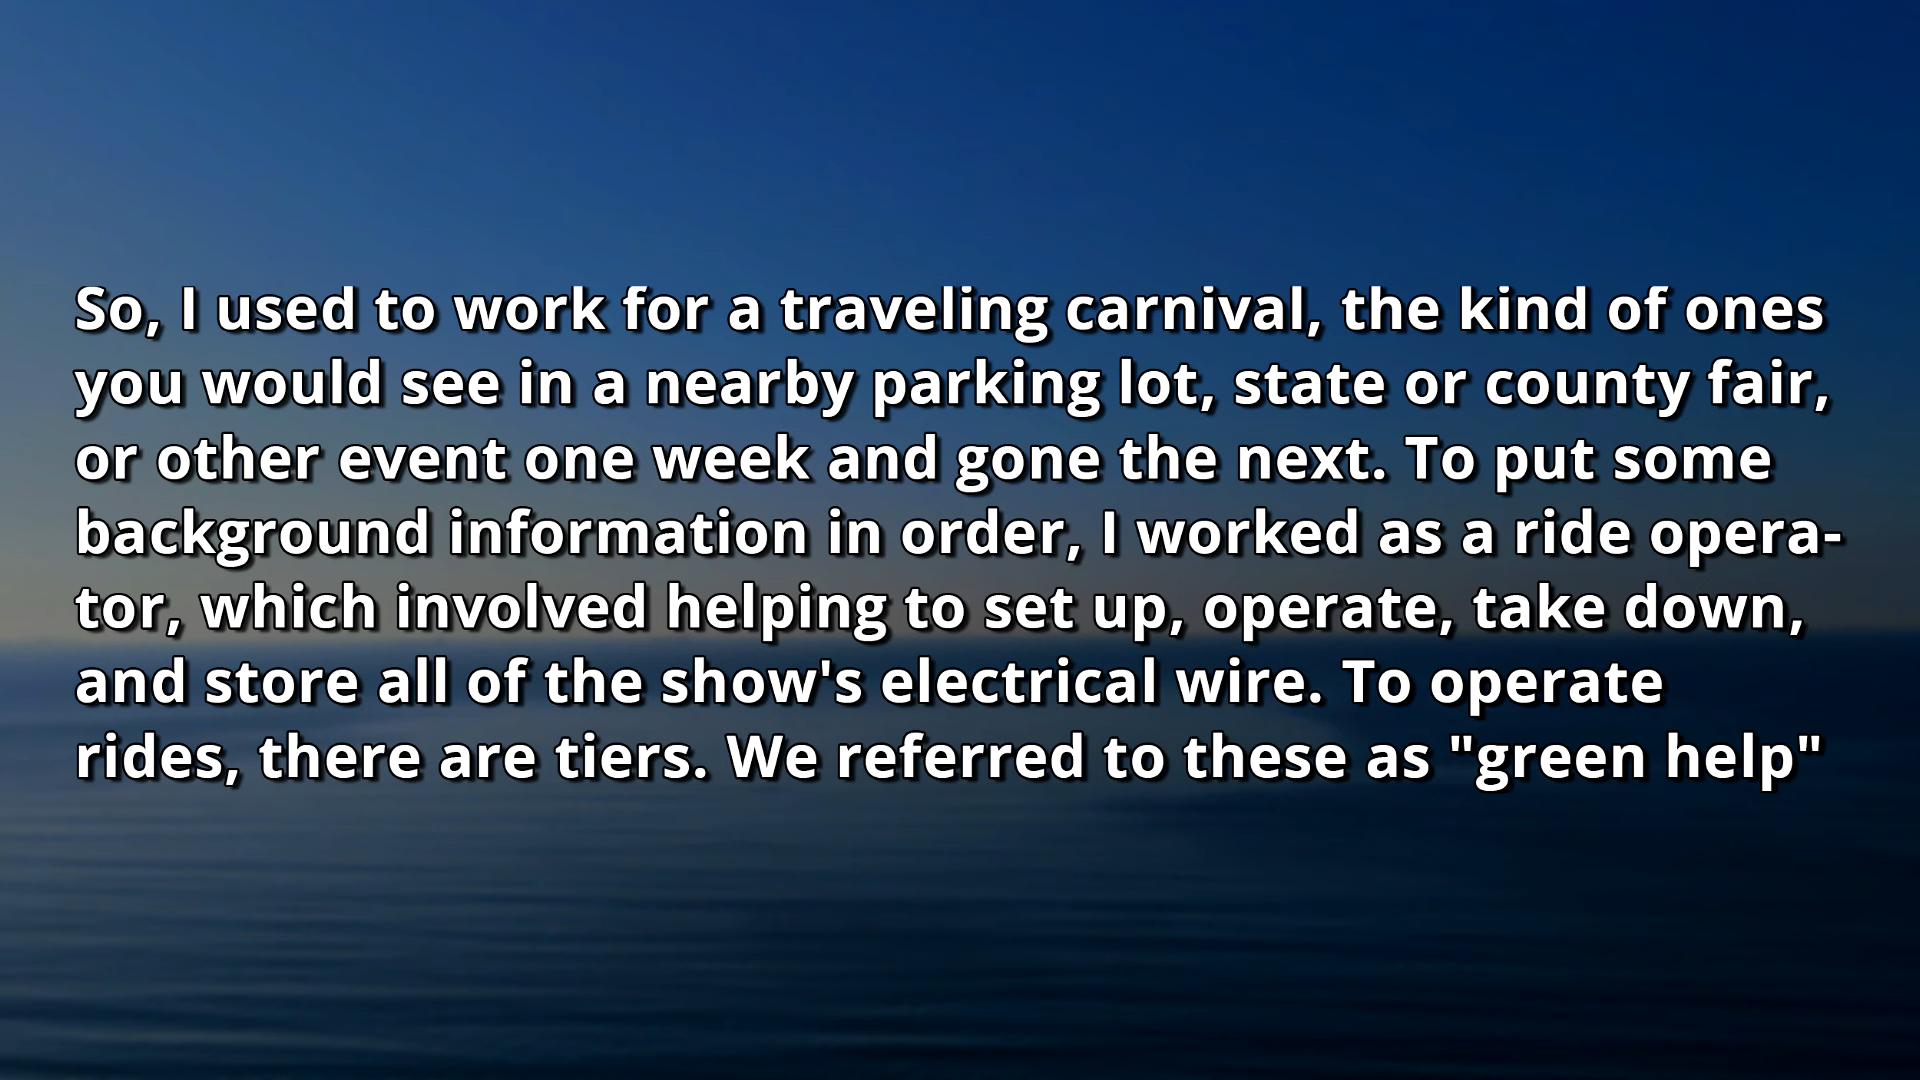 So, I used to work for a traveling carnival, the kind of ones
you would see in a nearby parking lot, state or county fair,
or other event one week and gone the next. To put some
background information in order, I worked as a ride opera-
tor, which involved helping to set up, operate, take down,
and store all of the show's electrical wire. To operate
rides, there are tiers. We referred to these as "green help"